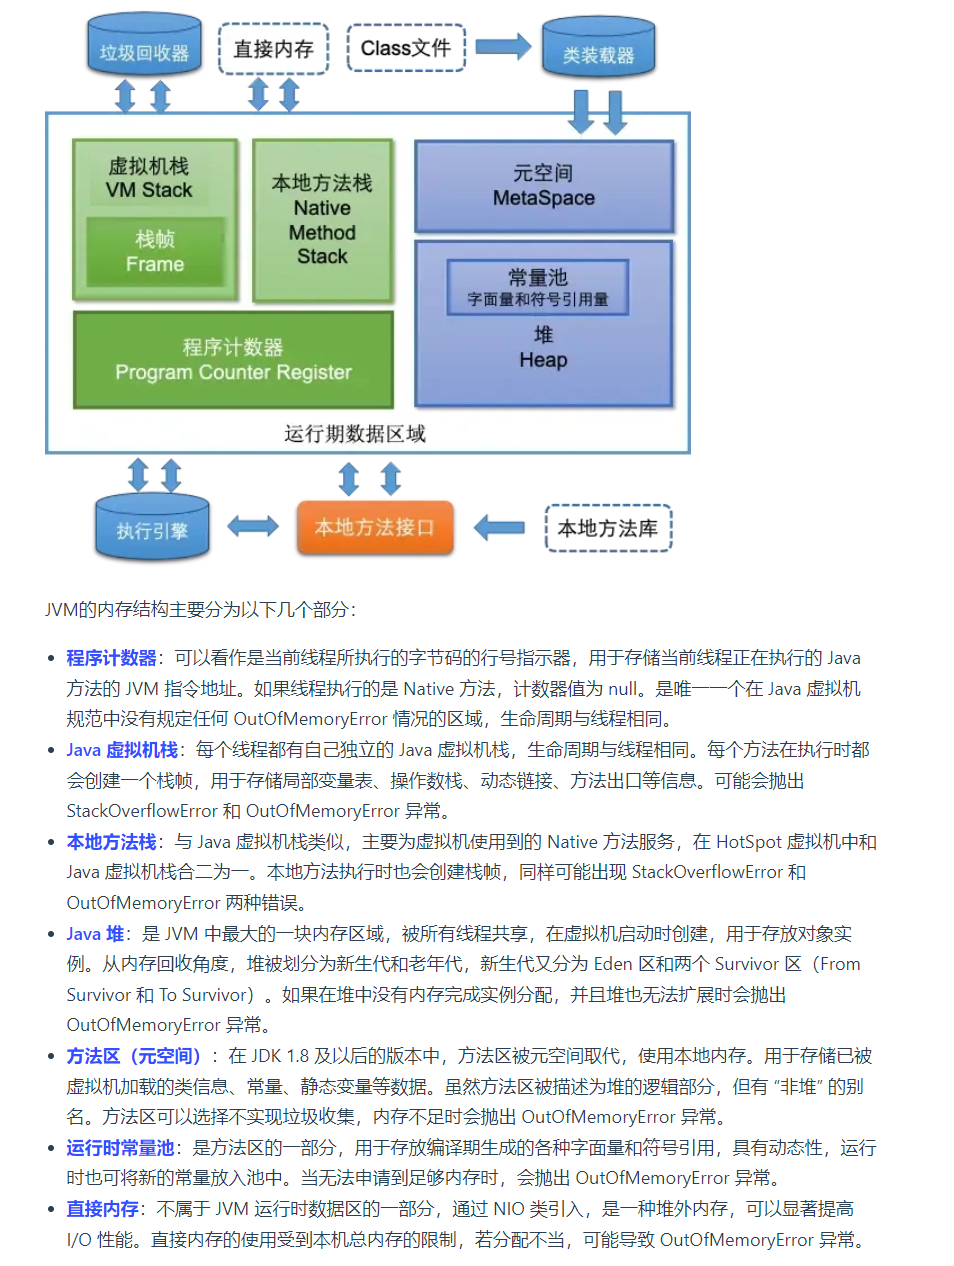 垃圾回收器
直接内存
Class文件
类装载器
虚拟机栈
VM Stack
栈帧
Frame
本地方法栈
Native
Method
Stack
元空间
MetaSpace
常量池
字面量和符号引用量
堆
Heap
程序计数器
Program Counter Register
运行期数据区域
执行引擎
本地方法接口
本地方法库
JVM的内存结构主要分为以下几个部分：
• 程序计数器：可以看作是当前线程所执行的字节码的行号指示器，用于存储当前线程正在执行的 Java
方法的 JVM 指令地址。如果线程执行的是 Native 方法，计数器值为 null。是唯一一个在 Java 虚拟机
规范中没有规定任何 OutOfMemoryError 情况的区域，生命周期与线程相同。
• Java 虚拟机栈：每个线程都有自己独立的 Java 虚拟机栈，生命周期与线程相同。每个方法在执行时都
会创建一个栈帧，用于存储局部变量表、操作数栈、动态链接、方法出口等信息。可能会抛出
StackOverflowError 和 OutOfMemoryError 异常。
• 本地方法栈：与 Java 虚拟机栈类似，主要为虚拟机使用到的 Native 方法服务，在 HotSpot 虚拟机中和
Java 虚拟机栈合二为一。本地方法执行时也会创建栈帧，同样可能出现 StackOverflowError 和
OutOfMemoryError 两种错误。
• Java 堆：是 JVM 中最大的一块内存区域，被所有线程共享，在虚拟机启动时创建，用于存放对象实
例。从内存回收角度，堆被划分为新生代和老年代，新生代又分为 Eden 区和两个 Survivor 区（From
Survivor 和 To Survivor）。如果在堆中没有内存完成实例分配，并且堆也无法扩展时会抛出
OutOfMemoryError 异常。
• 方法区（元空间）：在 JDK 1.8 及以后的版本中，方法区被元空间取代，使用本地内存。用于存储已被
虚拟机加载的类信息、常量、静态变量等数据。虽然方法区被描述为堆的逻辑部分，但有 “非堆” 的别
名。方法区可以选择不实现垃圾收集，内存不足时会抛出 OutOfMemoryError 异常。
• 运行时常量池：是方法区的一部分，用于存放编译期生成的各种字面量和符号引用，具有动态性，运行
时也可将新的常量放入池中。当无法申请到足够内存时，会抛出 OutOfMemoryError 异常。
• 直接内存：不属于 JVM 运行时数据区的一部分，通过 NIO 类引入，是一种堆外内存，可以显著提高
I/O 性能。直接内存的使用受到本机总内存的限制，若分配不当，可能导致 OutOfMemoryError 异常。